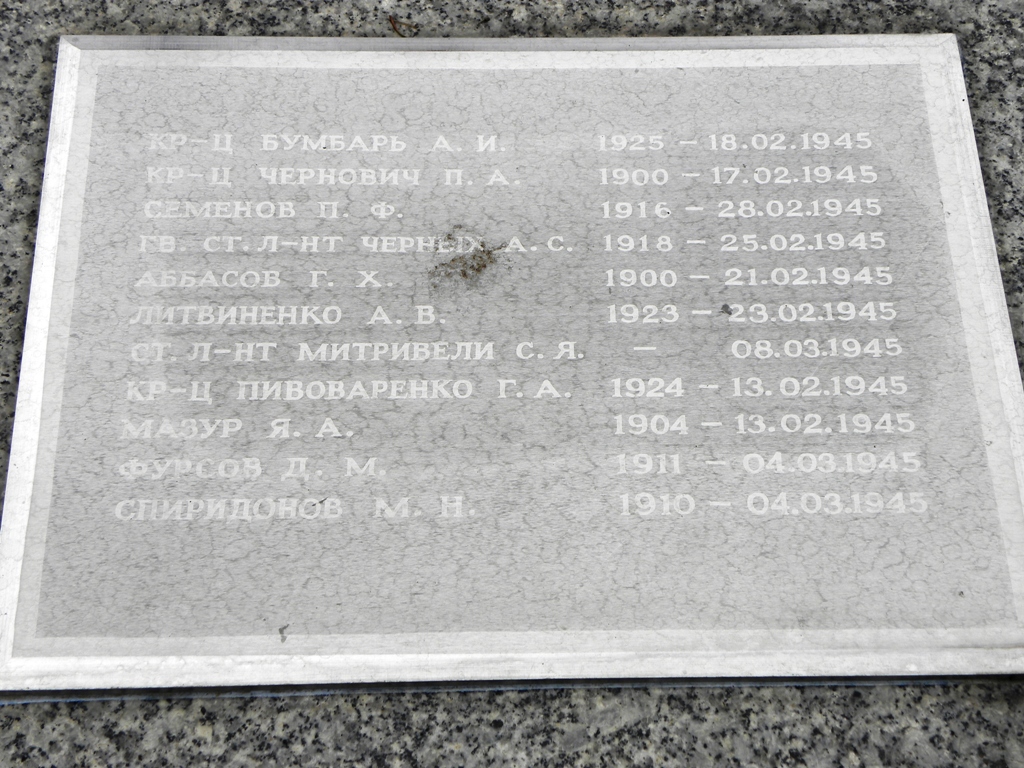 КР-Ц БУМБАРЬ А. И. 1925 – 18.02.1945
КР-Ц ЧЕРНОВИЧ П. А. 1900 – 17.02.1945
СЕМЕНОВ П. Ф. 1916 – 28.02.1945
ГВ. СТ. Л-НТ ЧЕРНЫХ А. С. 1918 – 25.02.1945
АББАСОВ Г. Х. 1900 – 21.02.1945
ЛИТВИНЕНКО А. В. 1923 – 23.02.1945
СТ. Л-НТ МИТРИВЕЛИ С. Я. – 08.03.1945
КР-Ц ПИВОВАРЕНКО Г. А. 1924 – 13.02.1945
МАЗУР Я. А. 1904 – 13.02.1945
ФУРСОВ Д. М. 1911 – 04.03.1945
СПИРИДОНОВ М. Н. 1910 – 04.03.1945